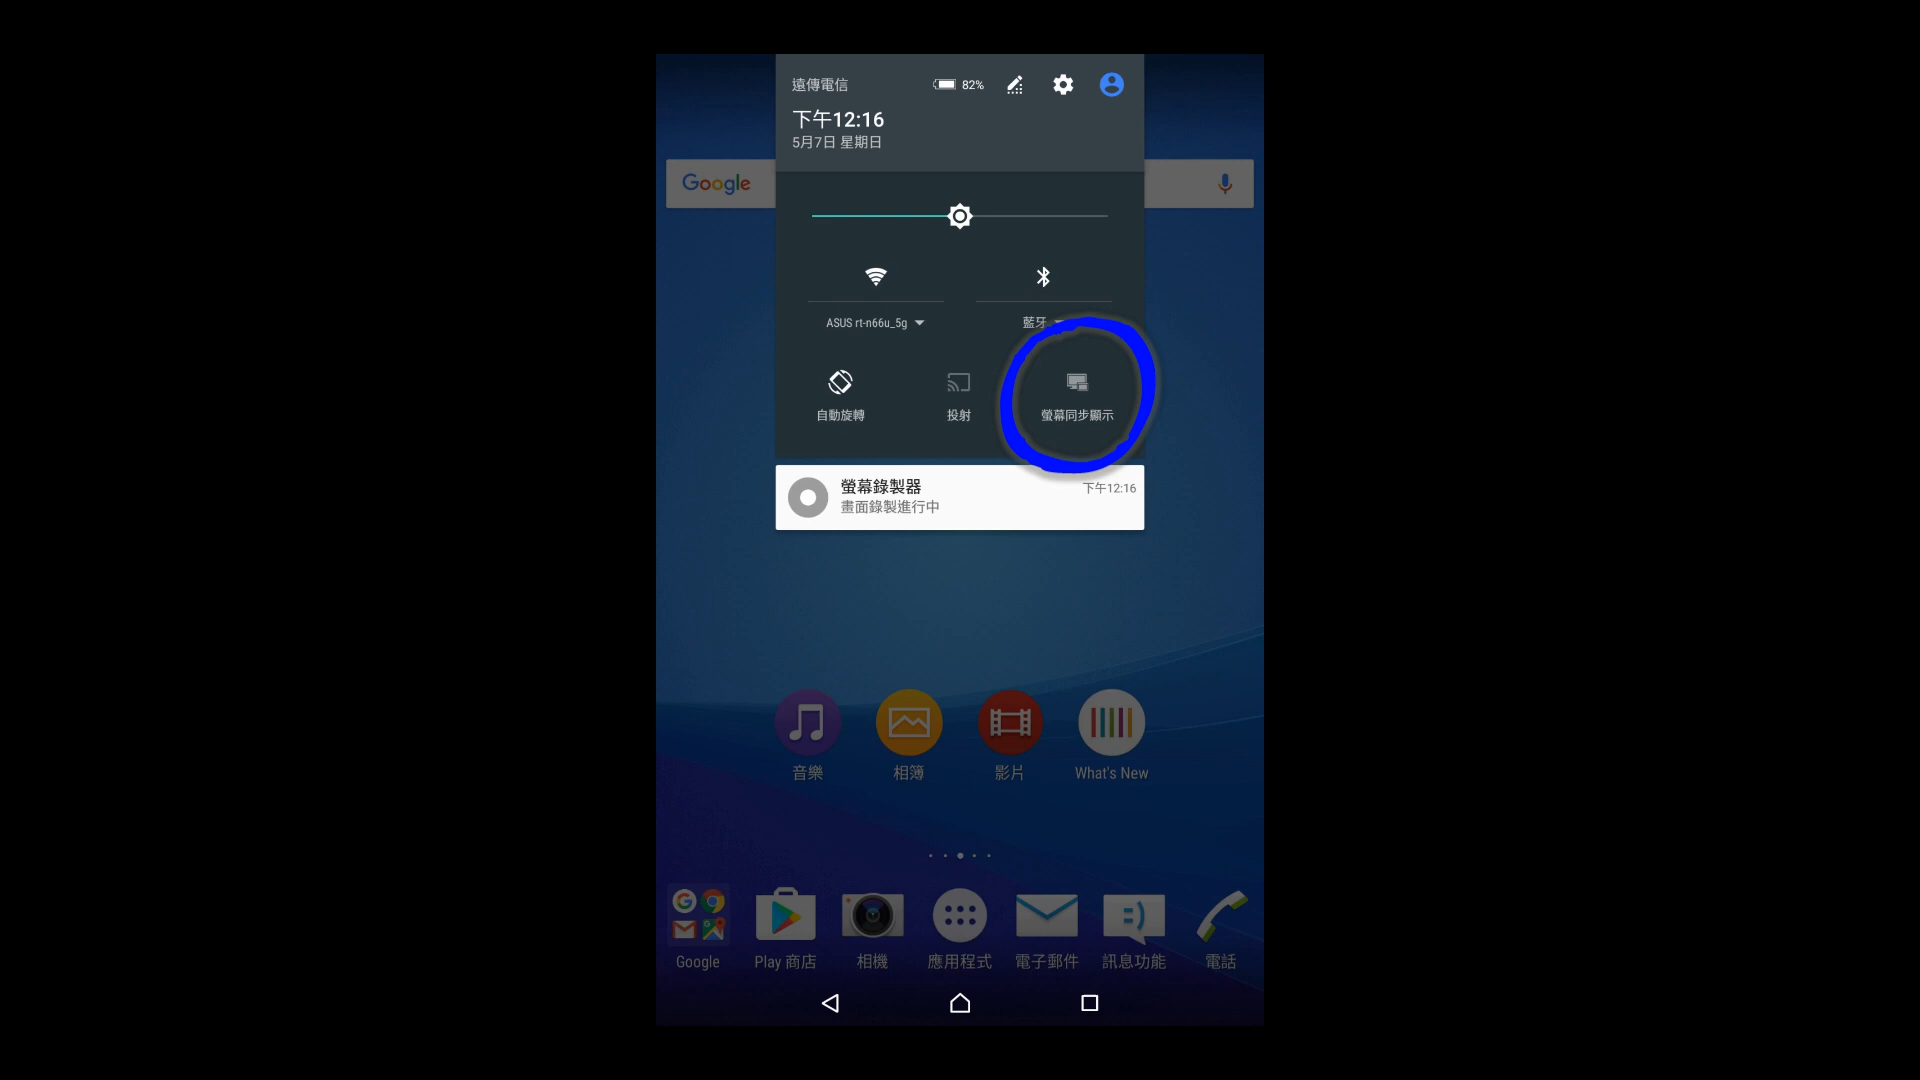 遠傳電信 82%
下午12:16
5月7日 星期日
Google
ASUS rt-n66u_5g 藍牙
自動旋轉 投射 螢幕同步顯示
螢幕錄製器 下午12:16
畫面錄製進行中
音樂 相簿 影片 What's New
Google Play 商店 相機 應用程式 電子郵件 訊息功能 電話